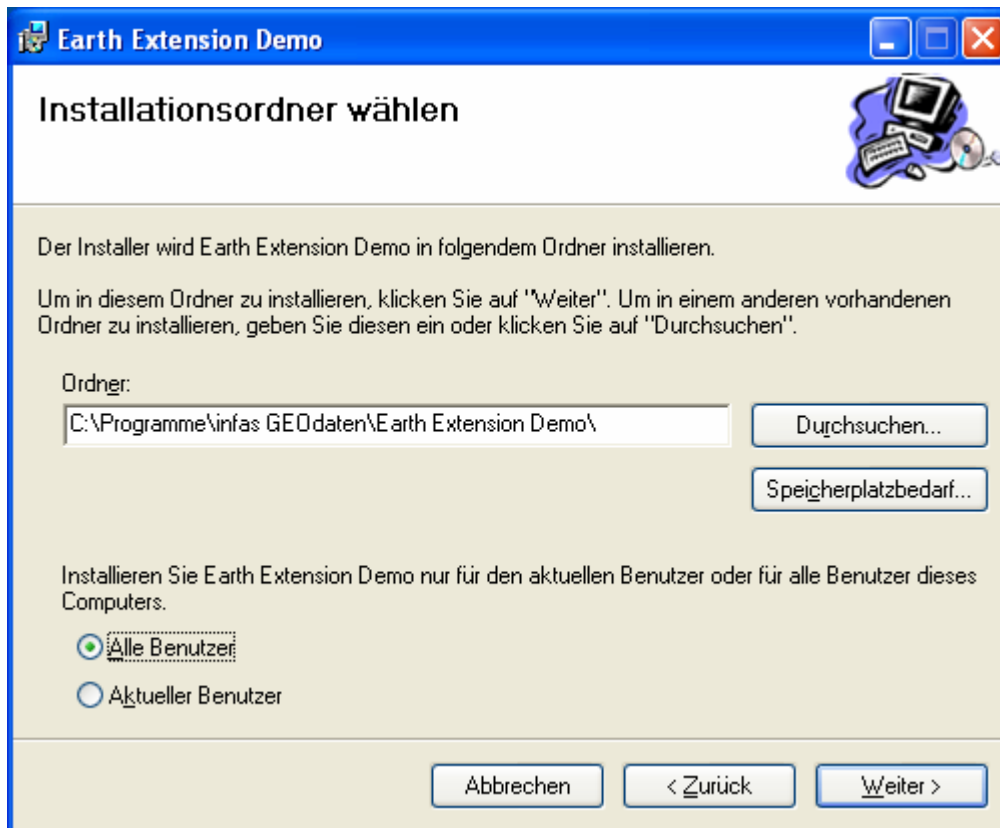 Earth Extension Demo
Installationsordner wählen
Der Installer wird Earth Extension Demo in folgendem Ordner installieren.
Um in diesem Ordner zu installieren, klicken Sie auf "Weiter". Um in einem anderen vorhandenen
Ordner zu installieren, geben Sie diesen ein oder klicken Sie auf "Durchsuchen".
Ordner:
C:\Programme\infas GEOdaten\Earth Extension Demo\
Durchsuchen...
Speicherplatzbedarf...
Installieren Sie Earth Extension Demo nur für den aktuellen Benutzer oder für alle Benutzer dieses
Computers.
Alle Benutzer
Aktueller Benutzer
Abbrechen
< Zurück
Weiter >